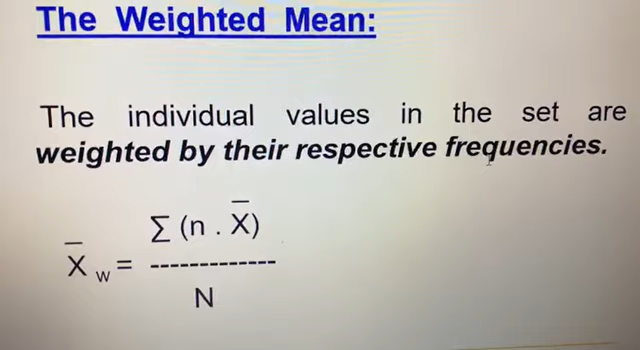 The Weighted Mean:
The individual values in the set are
weighted by their respective frequencies.
∑ (n . X̅)
X̅ w = -------------
N